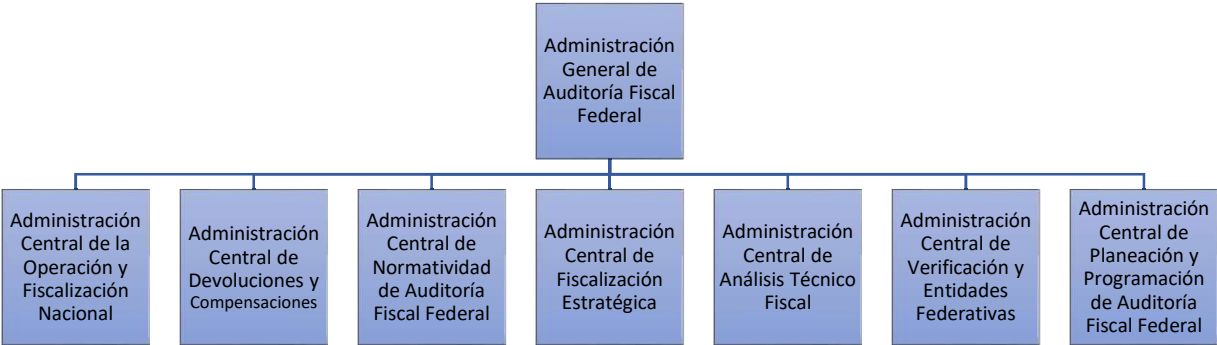 Administración
General de
Auditoría Fiscal
Federal
Administración
Central de la
Operación y
Fiscalización
Nacional
Administración
Central de
Devoluciones y
Compensaciones
Administración
Central de
Normatividad
de Auditoría
Fiscal Federal
Administración
Central de
Fiscalización
Estratégica
Administración
Central de
Análisis Técnico
Fiscal
Administración
Central de
Verificación y
Entidades
Federativas
Administración
Central de
Planeación y
Programación
de Auditoría
Fiscal Federal